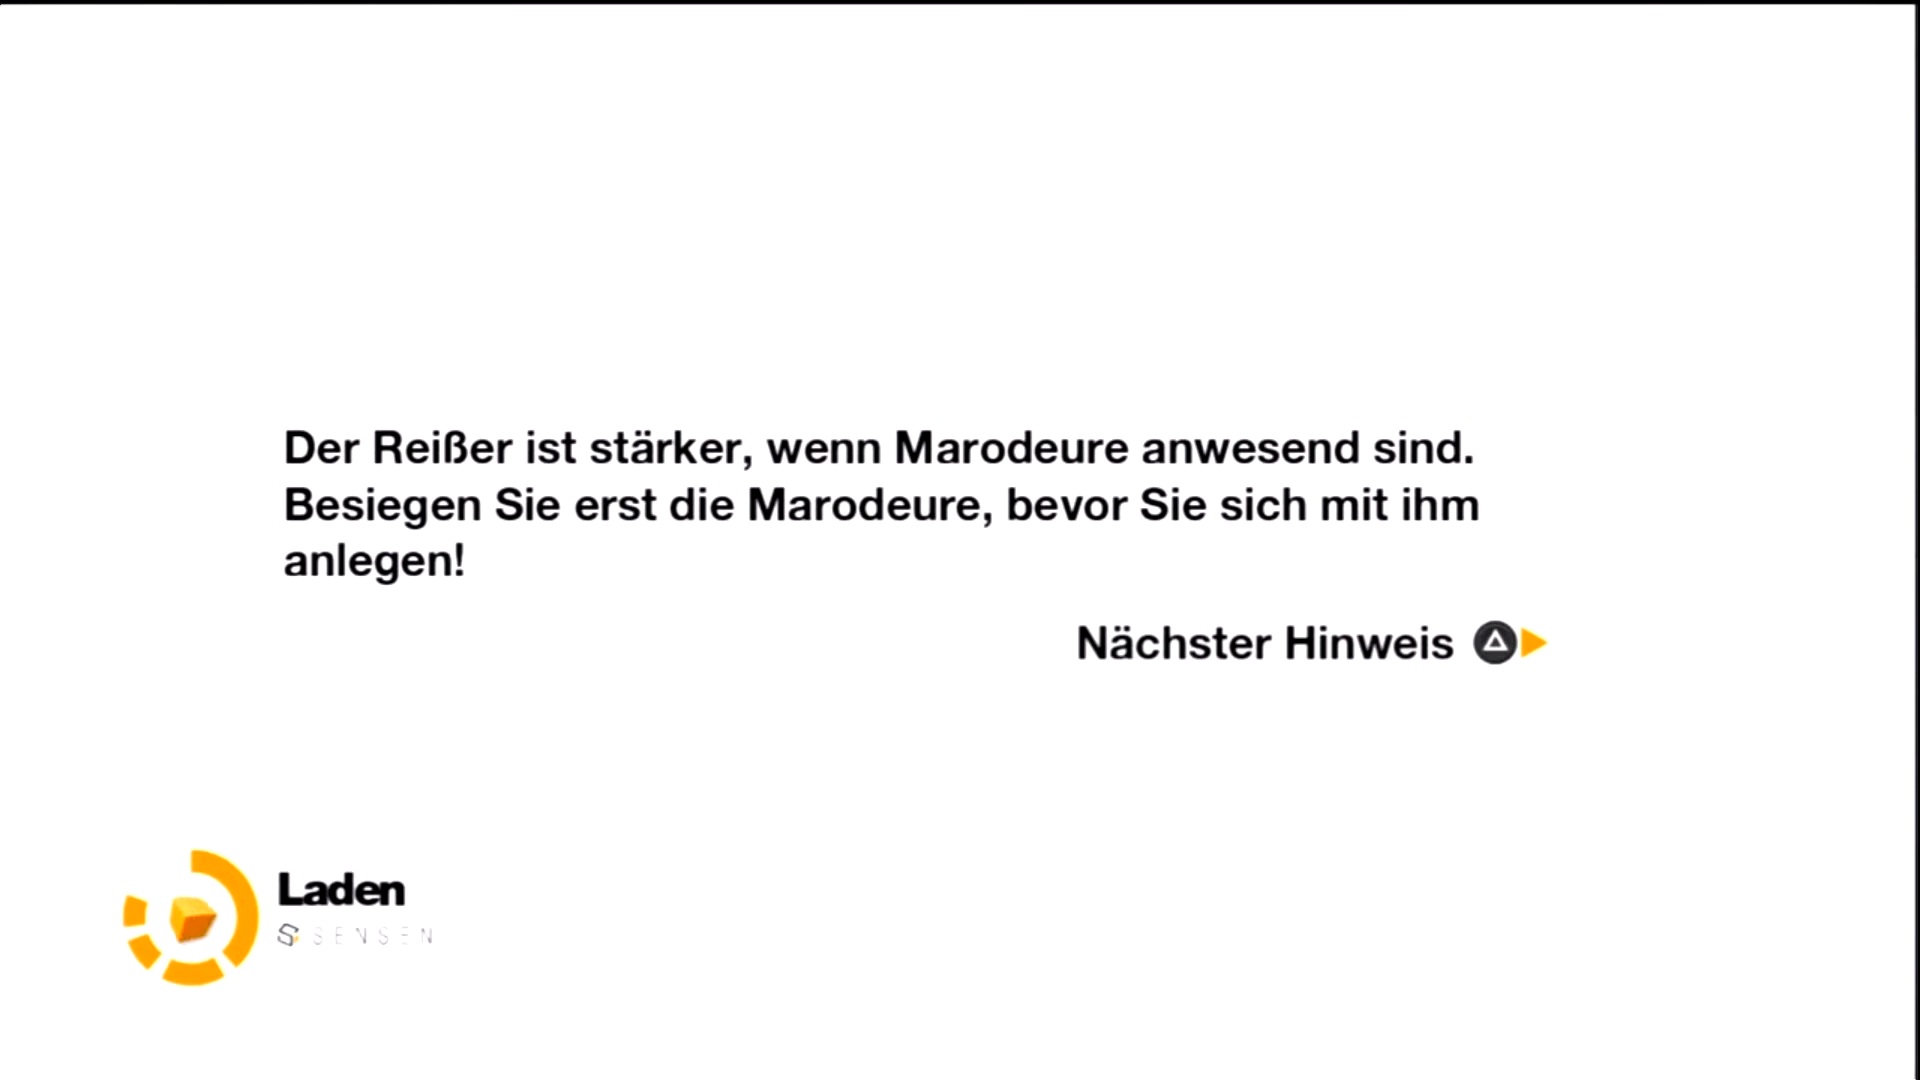 Der Reißer ist stärker, wenn Marodeure anwesend sind.
Besiegen Sie erst die Marodeure, bevor Sie sich mit ihm
anlegen!
Nächster Hinweis
Laden
SENSEN